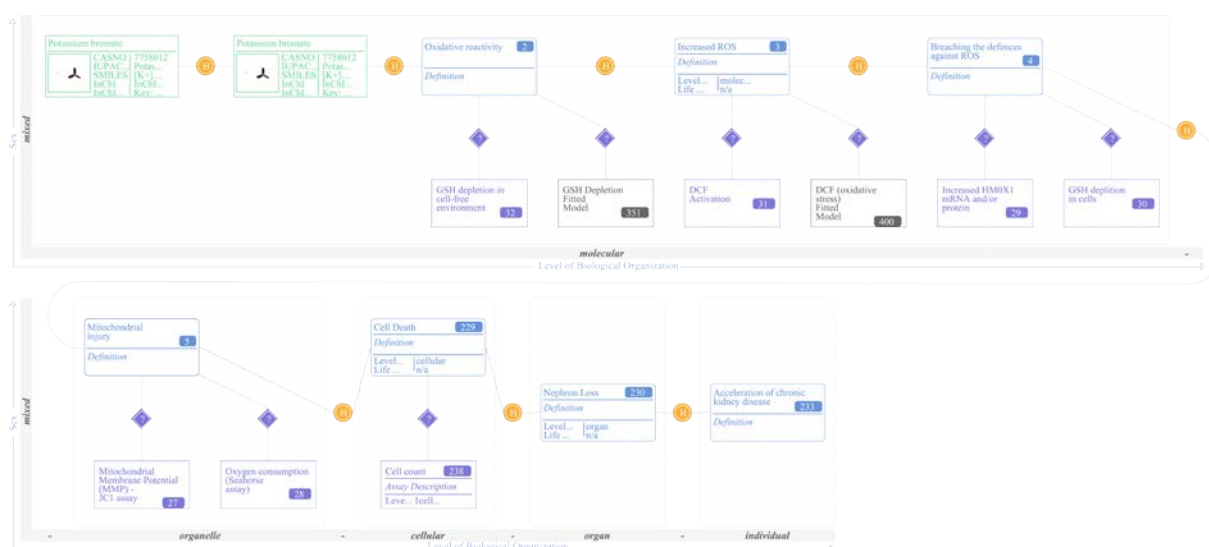 Potassium bromate
CASNO 7758012
IUPAC... Potas...
SMILES [K+]....
InChI InChI...
InChI... Key: ...
H
Potassium bromate
CASNO 7758012
IUPAC... Potas...
SMILES [K+]....
InChI InChI...
InChI... Key: ...
H
Oxidative reactivity 2
Definition
H
Increased ROS 3
Definition
Level... molec...
Life ... n/a
H
Breaching the defences
against ROS 4
Definition
H
?
?
?
?
?
?
GSH depletion in
cell-free
environment 32
GSH Depletion
Fitted
Model 351
DCF
Activation 31
DCF (oxidative
stress)
Fitted
Model 400
Increased HM0X1
mRNA and/or
protein 29
GSH depltion
in cells 30
Sex
mixed
molecular
-
Level of Biological Organization
Mitochondrial
injury 5
Definition
H
Cell Death 229
Definition
Level... cellular
Life ... n/a
H
Nephron Loss 230
Definition
Level... organ
Life ... n/a
H
Acceleration of chronic
kidney disease 233
Definition
?
?
?
Mitochondrial
Membrane Potential
(MMP) -
JC1 assay 27
Oxygen consumption
(Seahorse
assay) 28
Cell count 238
Assay Description
Leve... cell...
Sex
mixed
- organelle - cellular - organ - individual
Level of Biological Organization